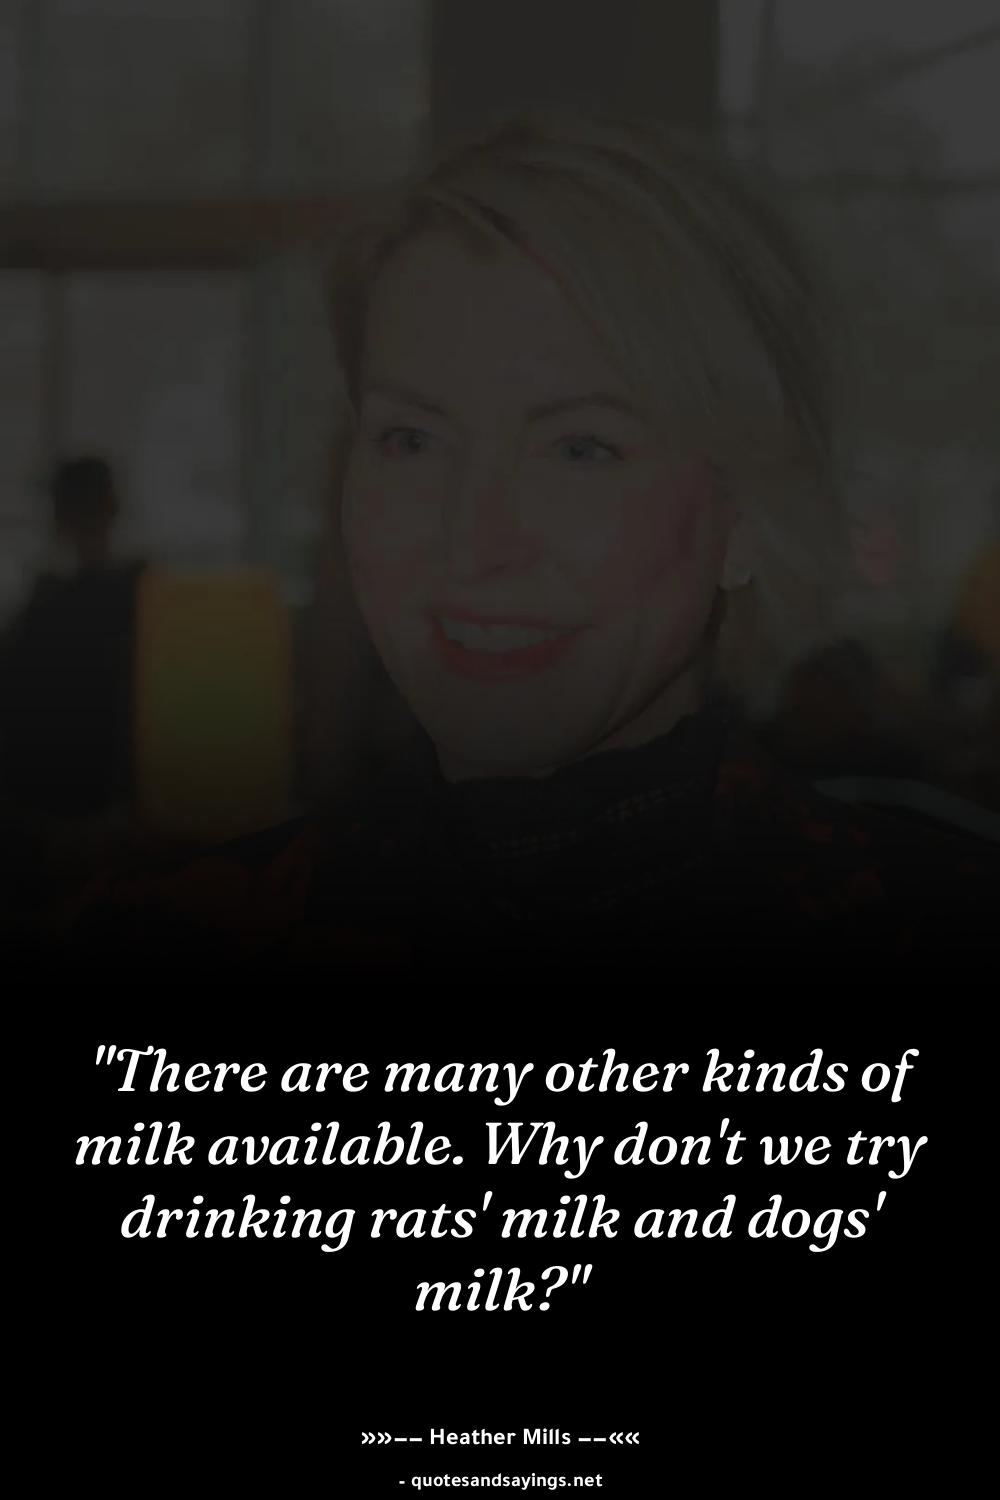 "There are many other kinds of
milk available. Why don't we try
drinking rats' milk and dogs'
milk?"
»»–– Heather Mills ––««
- quotesandsayings.net